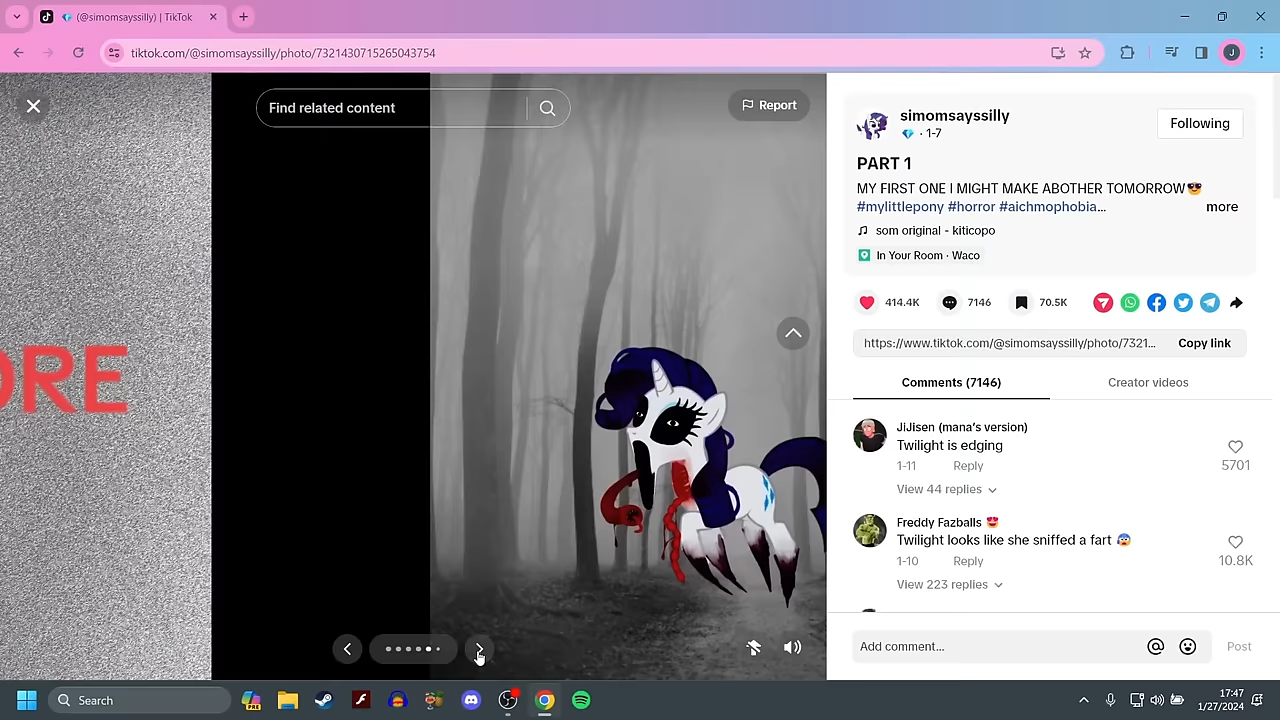 (@simomsayssilly) | TikTok
tiktok.com/@simomsayssilly/photo/7321430715265043754
J
Find related content
Report
ORE
simomsayssilly
· 1-7
Following
PART 1
MY FIRST ONE I MIGHT MAKE ABOTHER TOMORROW😎
#mylittlepony #horror #aichmophobia...
more
som original - kiticopo
In Your Room · Waco
414.4K
7146
70.5K
https://www.tiktok.com/@simomsayssilly/photo/7321...
Copy link
Comments (7146)
Creator videos
JiJisen (mana's version)
Twilight is edging
1-11 Reply
5701
View 44 replies
Freddy Fazballs 😍
Twilight looks like she sniffed a fart 😰
1-10 Reply
10.8K
View 223 replies
Add comment...
Post
Search
17:47
1/27/2024